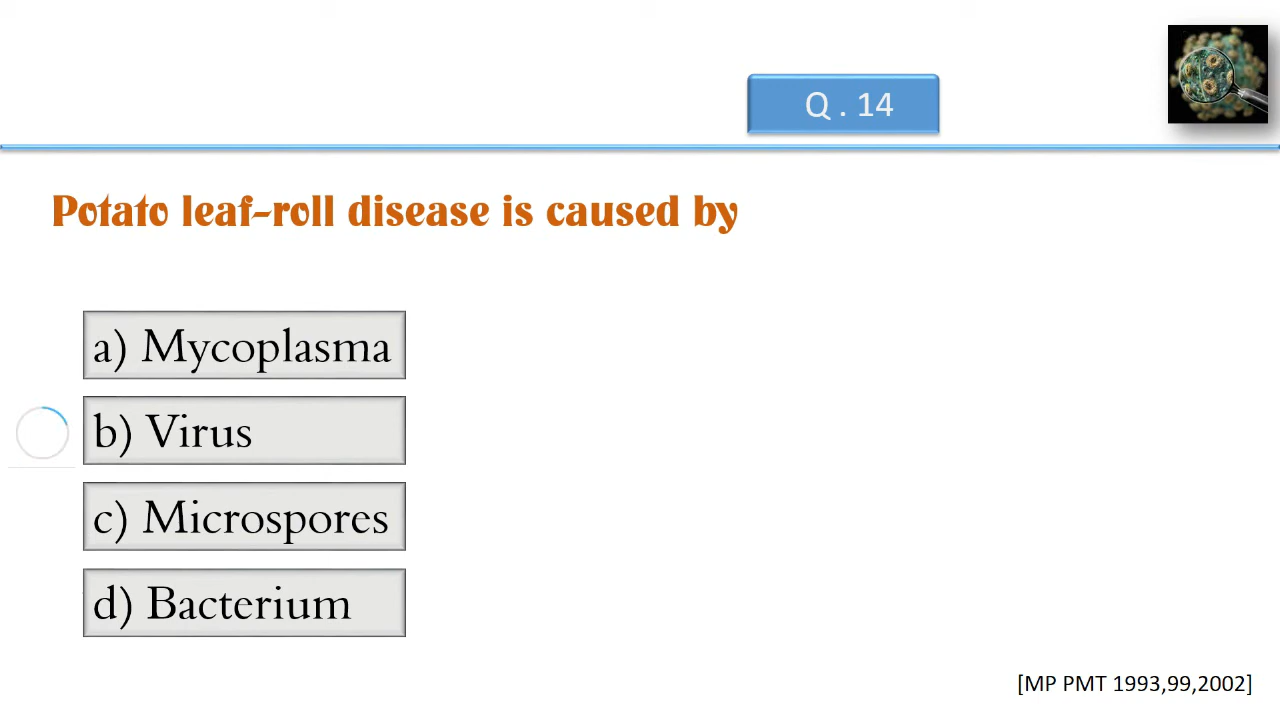 Q . 14
Potato leaf-roll disease is caused by
a) Mycoplasma
b) Virus
c) Microspores
d) Bacterium
[MP PMT 1993,99,2002]